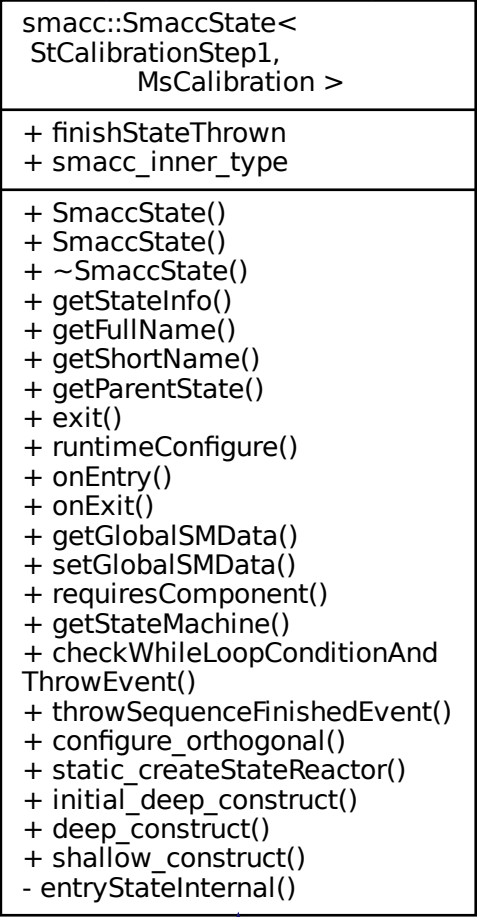 smacc::SmaccState<
StCalibrationStep1,
MsCalibration >
+ finishStateThrown
+ smacc_inner_type
+ SmaccState()
+ SmaccState()
+ ~SmaccState()
+ getStateInfo()
+ getFullName()
+ getShortName()
+ getParentState()
+ exit()
+ runtimeConfigure()
+ onEntry()
+ onExit()
+ getGlobalSMData()
+ setGlobalSMData()
+ requiresComponent()
+ getStateMachine()
+ checkWhileLoopConditionAnd
ThrowEvent()
+ throwSequenceFinishedEvent()
+ configure_orthogonal()
+ static_createStateReactor()
+ initial_deep_construct()
+ deep_construct()
+ shallow_construct()
- entryStateInternal()